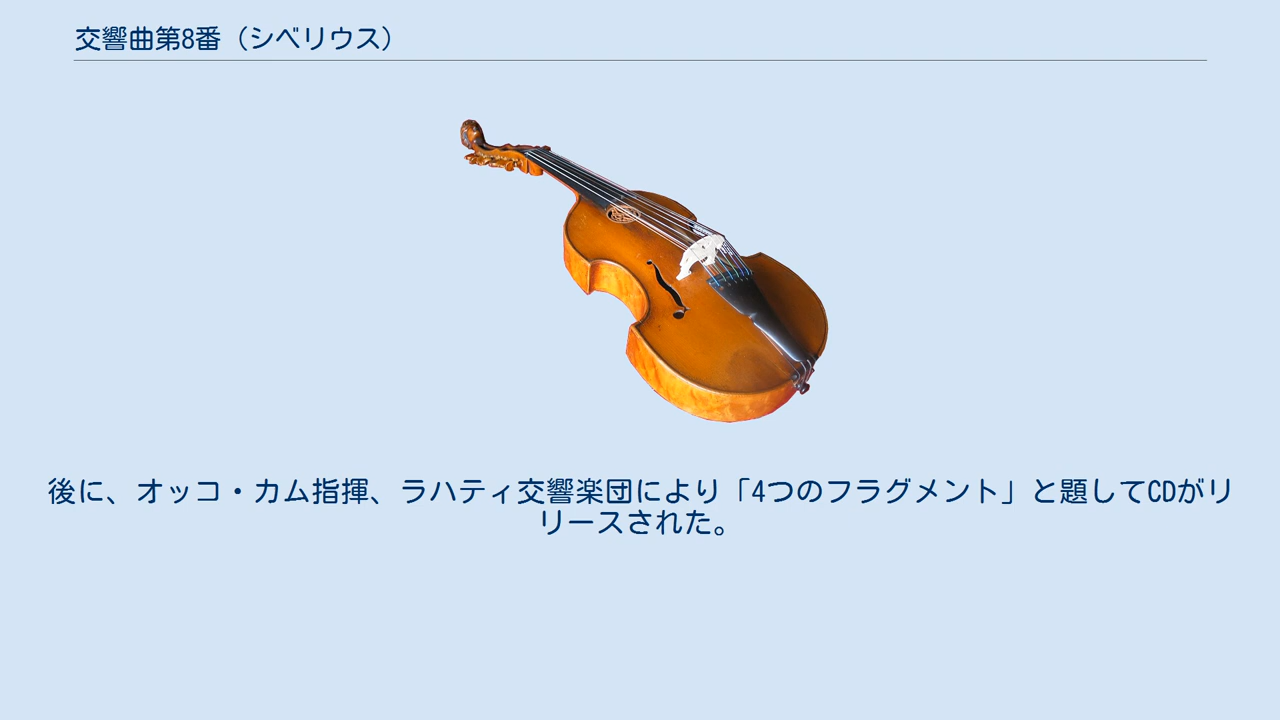 交響曲第8番（シベリウス）
後に、オッコ・カム指揮、ラハティ交響楽団により「4つのフラグメント」と題してCDがリ
リースされた。